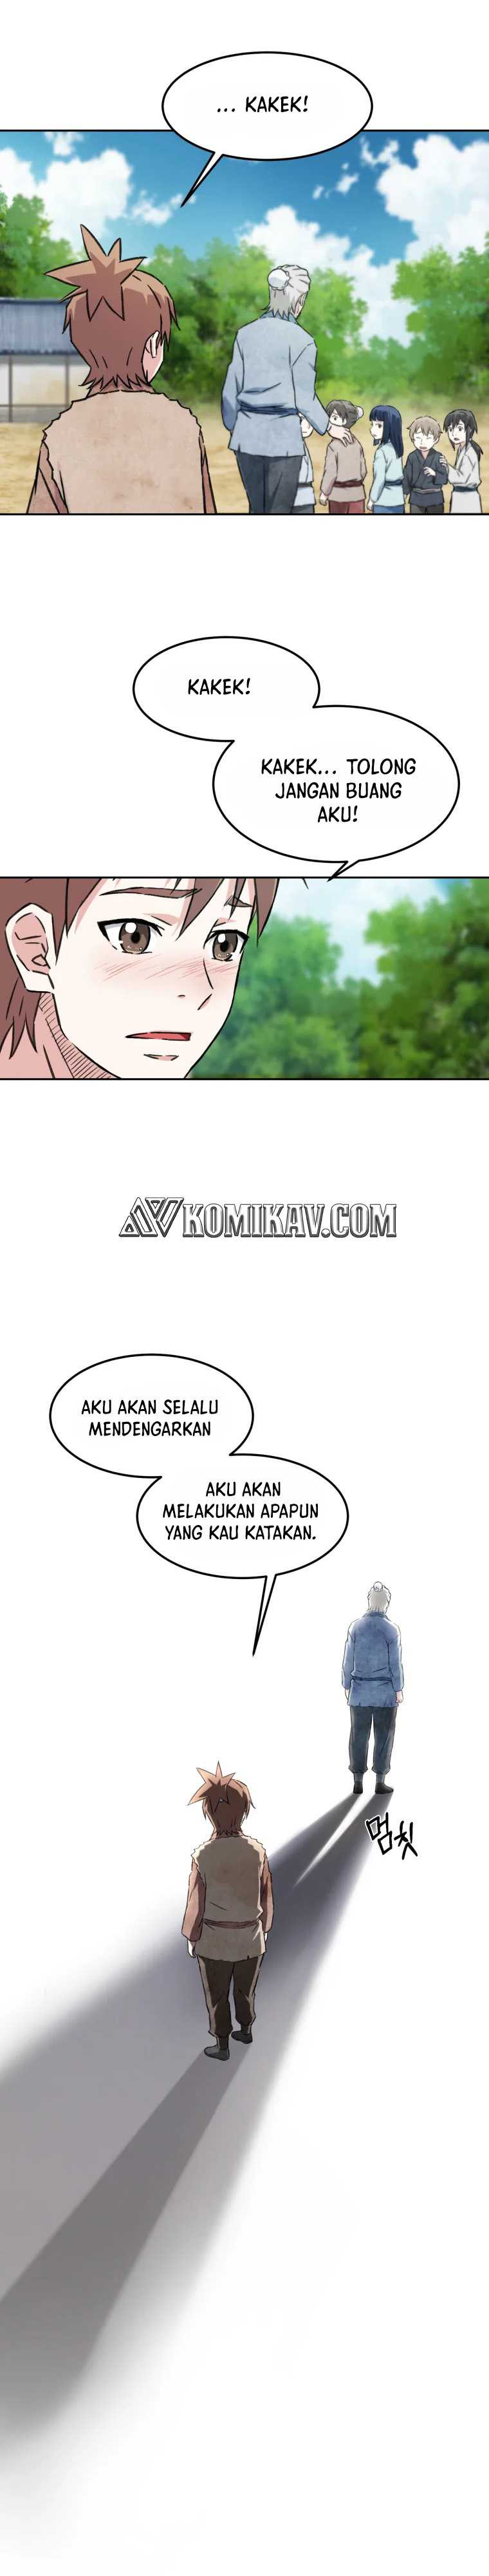 ... KAKEK!
KAKEK!
KAKEK... TOLONG
JANGAN BUANG
AKU!
KOMIKAV.COM
AKU AKAN SELALU
MENDENGARKAN
AKU AKAN
MELAKUKAN APAPUN
YANG KAU KATAKAN.
멈칫